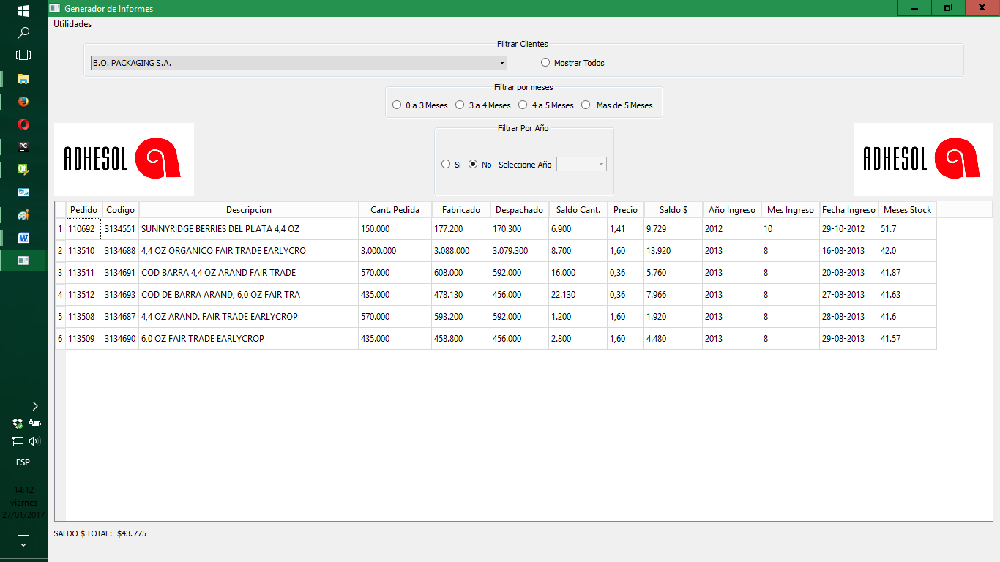 Generador de Informes
Utilidades
Filtrar Clientes
B.O. PACKAGING S.A. Mostrar Todos
Filtrar por meses
0 a 3 Meses 3 a 4 Meses 4 a 5 Meses Mas de 5 Meses
Filtrar Por Año
ADHESOL Si No Seleccione Año ADHESOL
Pedido Codigo Descripcion Cant. Pedida Fabricado Despachado Saldo Cant. Precio Saldo $ Año Ingreso Mes Ingreso Fecha Ingreso Meses Stock
1 110692 3134551 SUNNYRIDGE BERRIES DEL PLATA 4,4 OZ 150.000 177.200 170.300 6.900 1,41 9.729 2012 10 29-10-2012 51.7
2 113510 3134688 4,4 OZ ORGANICO FAIR TRADE EARLYCRO 3.000.000 3.088.000 3.079.300 8.700 1,60 13.920 2013 8 16-08-2013 42.0
3 113511 3134691 COD BARRA 4,4 OZ ARAND FAIR TRADE 570.000 608.000 592.000 16.000 0,36 5.760 2013 8 20-08-2013 41.87
4 113512 3134693 COD DE BARRA ARAND, 6,0 OZ FAIR TRA 435.000 478.130 456.000 22.130 0,36 7.966 2013 8 27-08-2013 41.63
5 113508 3134687 4,4 OZ ARAND. FAIR TRADE EARLYCROP 570.000 593.200 592.000 1.200 1,60 1.920 2013 8 28-08-2013 41.6
6 113509 3134690 6,0 OZ FAIR TRADE EARLYCROP 435.000 458.800 456.000 2.800 1,60 4.480 2013 8 29-08-2013 41.57
SALDO $ TOTAL: $43.775
PC
Qt
W
ESP
14:12
viernes
27/01/2017